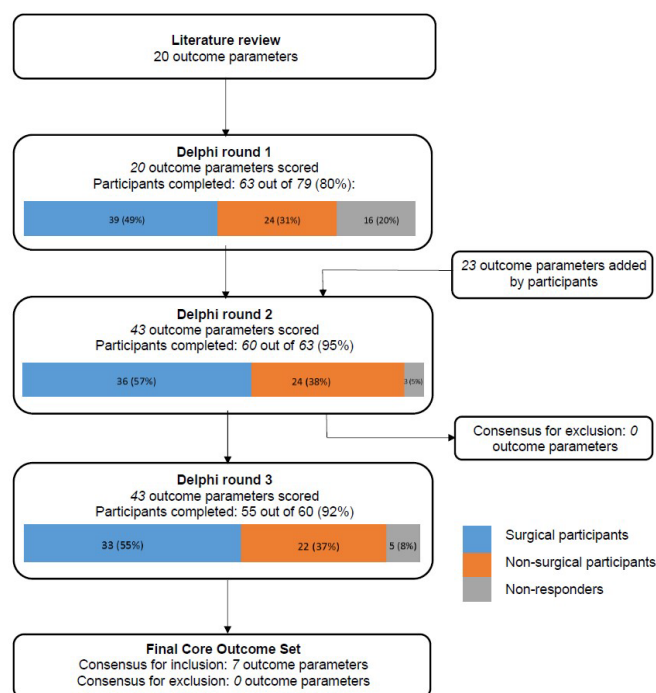 Literature review
20 outcome parameters
Delphi round 1
20 outcome parameters scored
Participants completed: 63 out of 79 (80%):
39 (49%)
24 (31%)
16 (20%)
23 outcome parameters added
by participants
Delphi round 2
43 outcome parameters scored
Participants completed: 60 out of 63 (95%)
36 (57%)
24 (38%)
3 (5%)
Consensus for exclusion: 0
outcome parameters
Delphi round 3
43 outcome parameters scored
Participants completed: 55 out of 60 (92%)
33 (55%)
22 (37%)
5 (8%)
Surgical participants
Non-surgical participants
Non-responders
Final Core Outcome Set
Consensus for inclusion: 7 outcome parameters
Consensus for exclusion: 0 outcome parameters